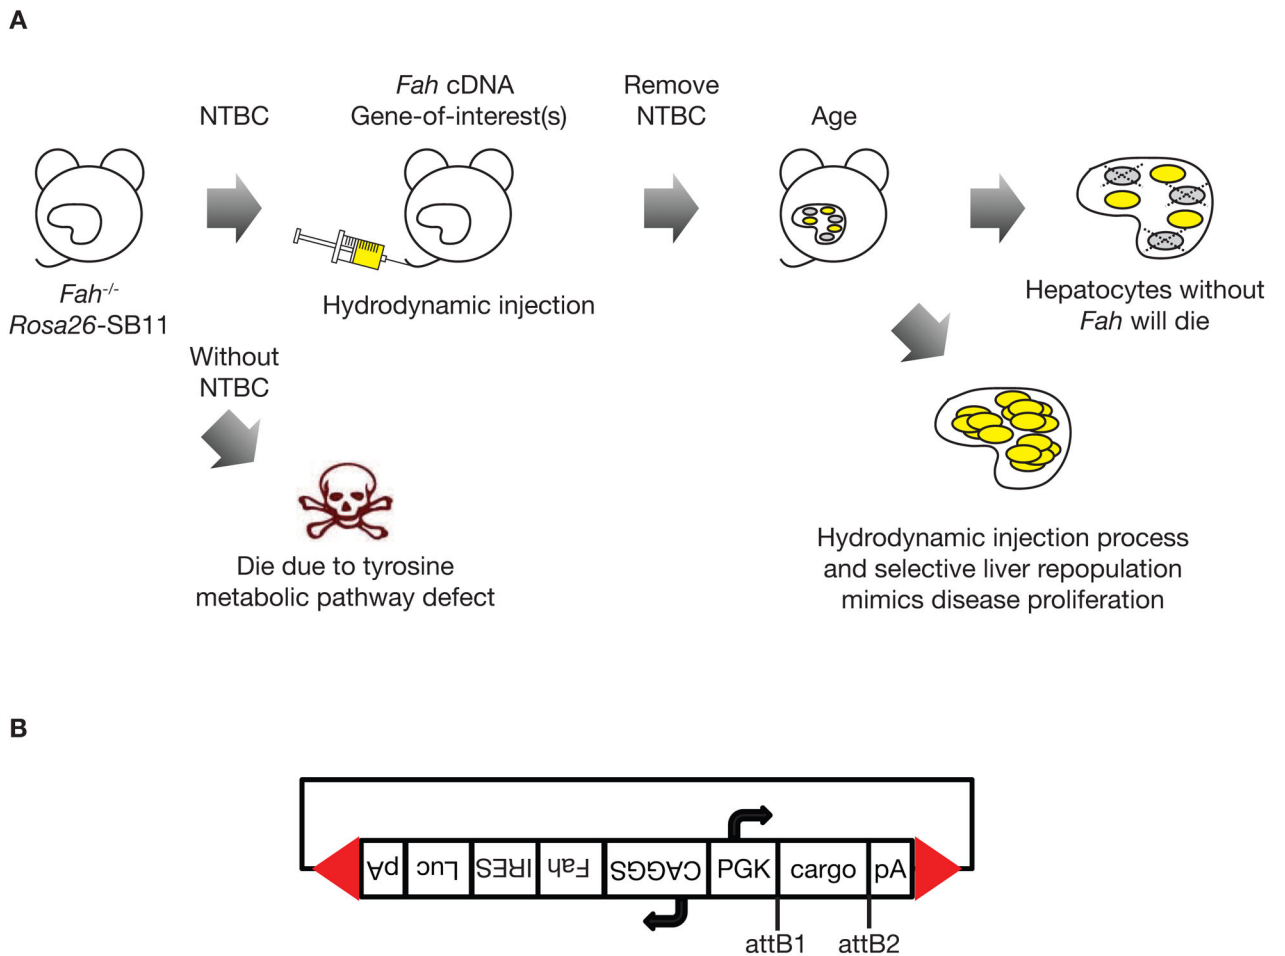 A
NTBC
Fah cDNA
Gene-of-interest(s)
Remove
NTBC
Age
Fah-/-
Rosa26-SB11
Hydrodynamic injection
Hepatocytes without
Fah will die
Without
NTBC
Die due to tyrosine
metabolic pathway defect
Hydrodynamic injection process
and selective liver repopulation
mimics disease proliferation
B
pA Luc IRES Fah CAGGS PGK cargo pA
attB1 attB2